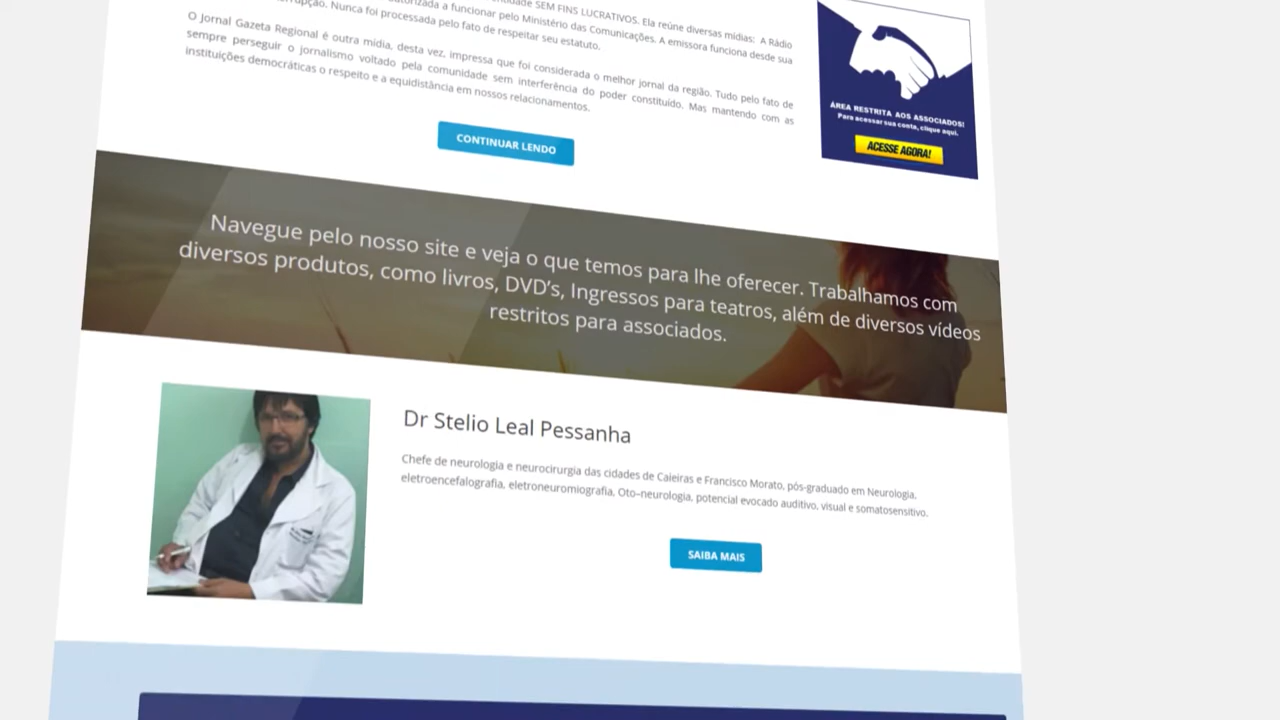 SEM FINS LUCRATIVOS. Ela reúne diversas mídias: A Rádio
a funcionar pelo Ministério das Comunicações. A emissora funciona desde sua
Nunca foi processada pelo fato de respeitar seu estatuto.
O Jornal Gazeta Regional é outra mídia, desta vez, impressa que foi considerada o melhor jornal da região. Tudo pelo fato de
sempre perseguir o jornalismo voltado pela comunidade sem interferência do poder constituído. Mas mantendo com as
instituições democráticas o respeito e a equidistância em nossos relacionamentos.
CONTINUAR LENDO
ÁREA RESTRITA AOS ASSOCIADOS!
Para acessar sua conta, clique aqui.
ACESSE AGORA!
Navegue pelo nosso site e veja o que temos para lhe oferecer. Trabalhamos com
diversos produtos, como livros, DVD’s, Ingressos para teatros, além de diversos vídeos
restritos para associados.
Dr Stelio Leal Pessanha
Chefe de neurologia e neurocirurgia das cidades de Caieiras e Francisco Morato, pós-graduado em Neurologia,
eletroencefalografia, eletroneuromiografia, Oto–neurologia, potencial evocado auditivo, visual e somatosensitivo.
SAIBA MAIS